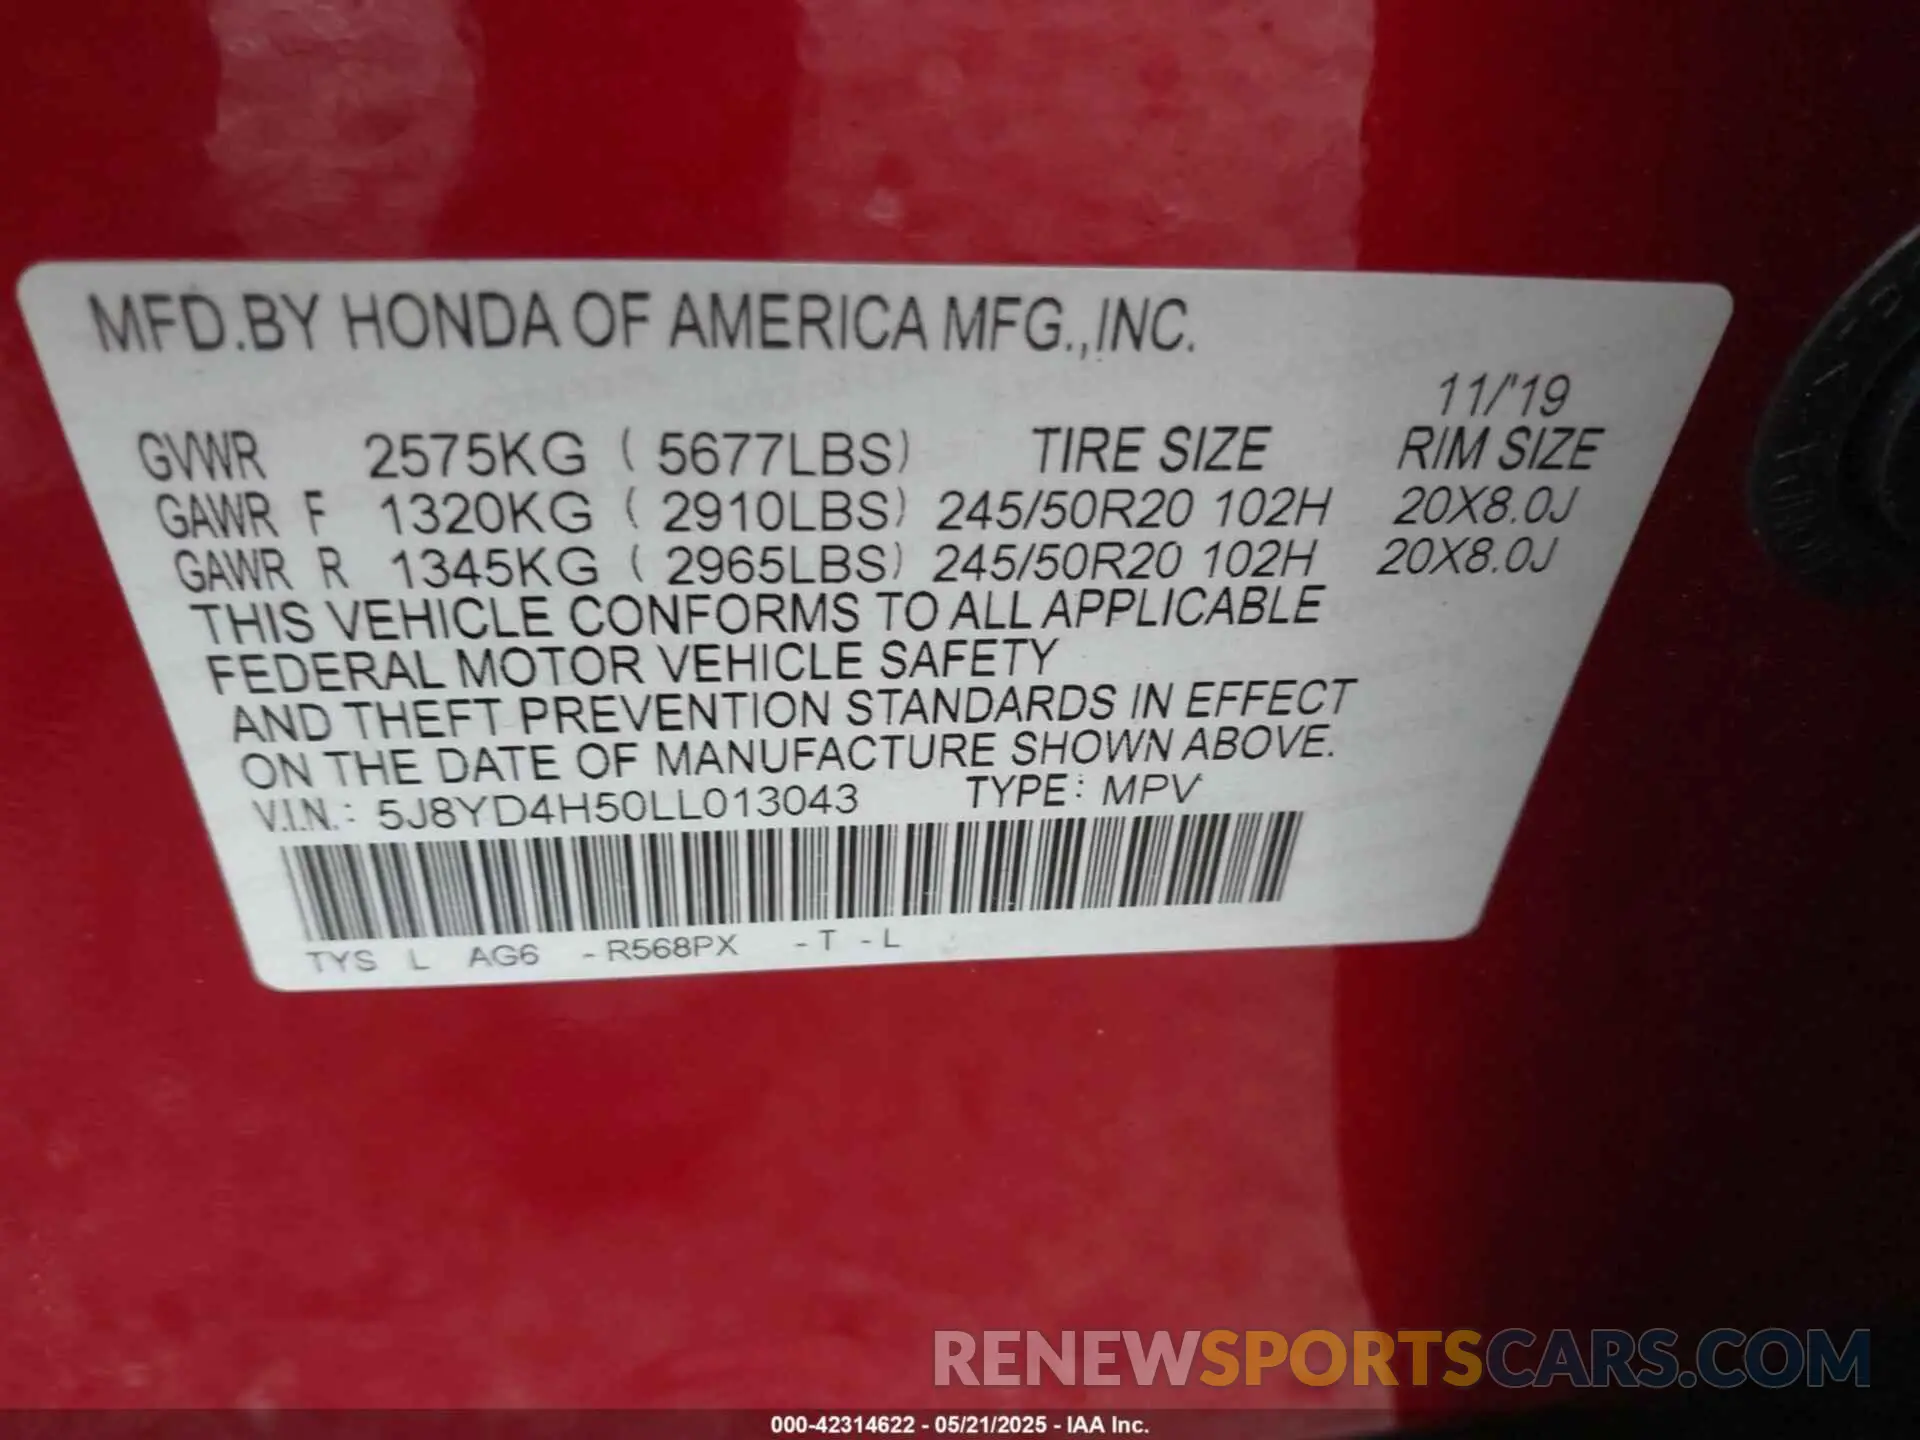 MFD.BY HONDA OF AMERICA MFG.,INC.
11/'19
GVWR 2575KG ( 5677LBS) TIRE SIZE RIM SIZE
GAWR F 1320KG ( 2910LBS) 245/50R20 102H 20X8.0J
GAWR R 1345KG ( 2965LBS) 245/50R20 102H 20X8.0J
THIS VEHICLE CONFORMS TO ALL APPLICABLE
FEDERAL MOTOR VEHICLE SAFETY
AND THEFT PREVENTION STANDARDS IN EFFECT
ON THE DATE OF MANUFACTURE SHOWN ABOVE.
V.I.N.: 5J8YD4H50LL013043 TYPE: MPV
TYS L AG6 -R568PX -T -L
RENEWSPORTSCARS.COM
000-42314622 - 05/21/2025 - IAA Inc.